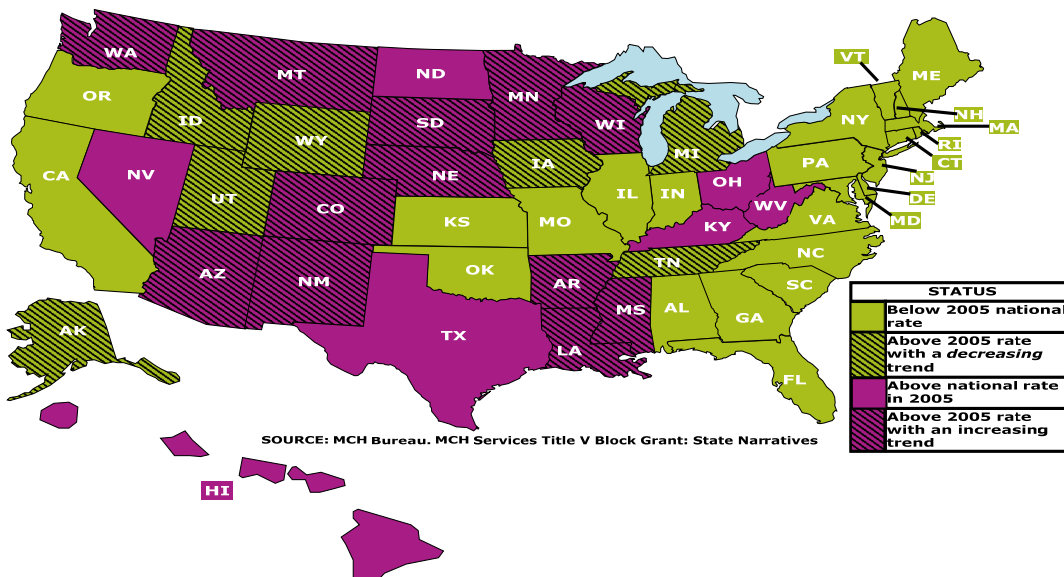 WA
MT
ND
MN
VT
ME
OR
ID
SD
WI
NY
NH
MA
WY
MI
RI
CT
CA
NV
UT
NE
IA
PA
NJ
CO
IL
IN
OH
WV
DE
MD
KS
MO
KY
VA
AZ
NM
OK
TN
NC
AR
SC
MS
AL
GA
AK
TX
LA
FL
HI
STATUS
Below 2005 national
rate
Above 2005 rate
with a decreasing
trend
Above national rate
in 2005
Above 2005 rate
with an increasing
trend
SOURCE: MCH Bureau. MCH Services Title V Block Grant: State Narratives